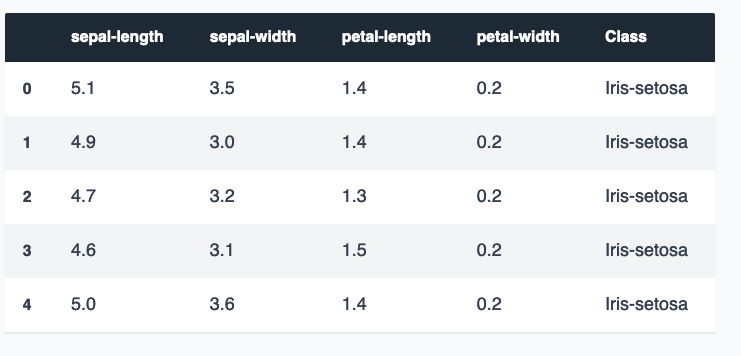 sepal-length sepal-width petal-length petal-width Class
0 5.1 3.5 1.4 0.2 Iris-setosa
1 4.9 3.0 1.4 0.2 Iris-setosa
2 4.7 3.2 1.3 0.2 Iris-setosa
3 4.6 3.1 1.5 0.2 Iris-setosa
4 5.0 3.6 1.4 0.2 Iris-setosa